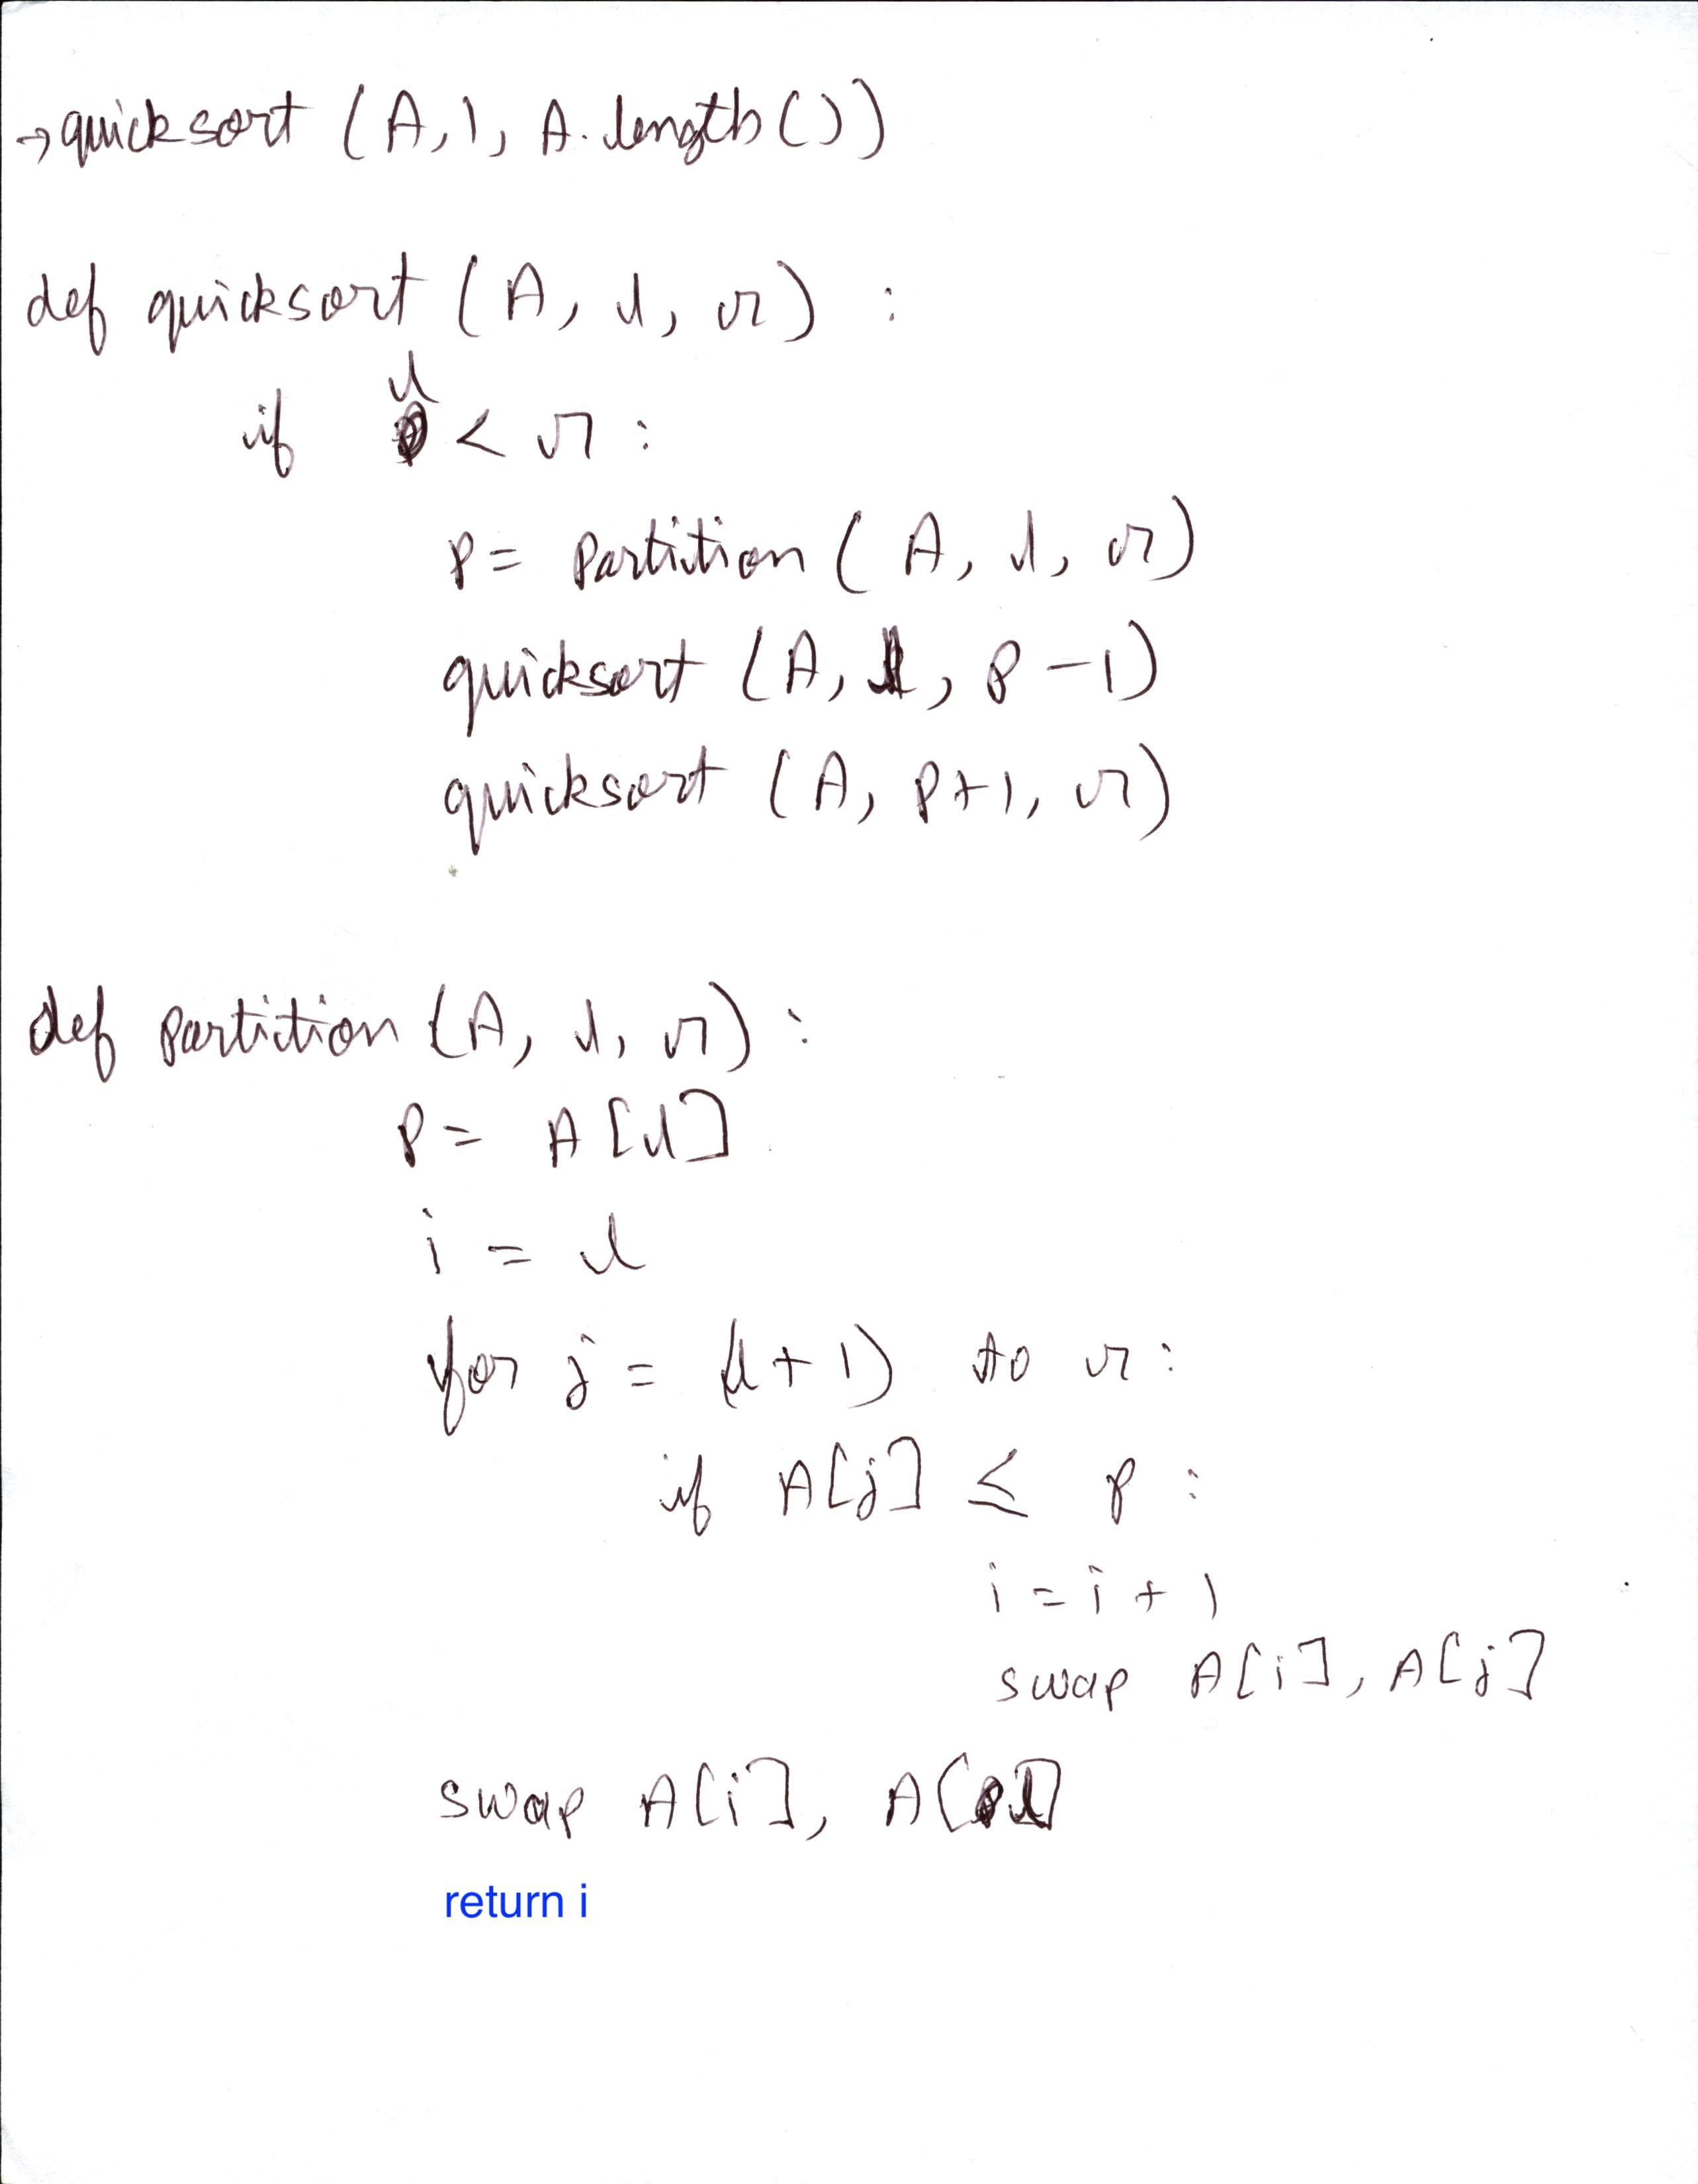 → quicksort (A, 1, A.length())
def quicksort (A, l, r) :
if l < r :
p = Partition (A, l, r)
quicksort (A, l, p-1)
quicksort (A, p+1, r)
def partition (A, l, r) :
p = A[l]
i = l
for j = (l+1) to r :
if A[j] ≤ p :
i = i + 1
swap A[i], A[j]
swap A[i], A[l]
return i